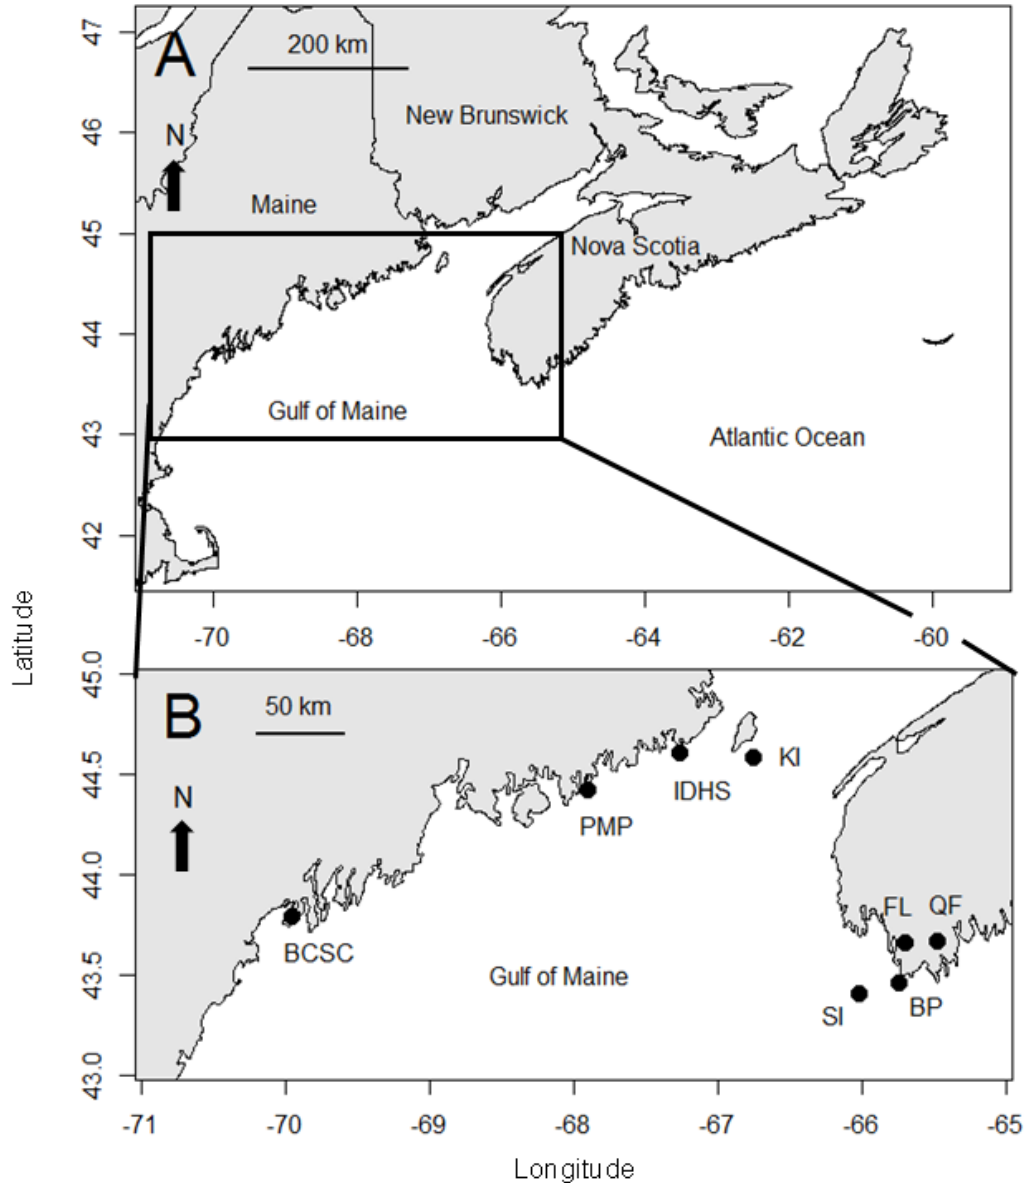 47
A
200 km
New Brunswick
46
N
Maine
45
Nova Scotia
44
Gulf of Maine
43
Atlantic Ocean
42
-70 -68 -66 -64 -62 -60
Latitude
45.0
B
50 km
44.5
KI
IDHS
N
PMP
44.0
FL QF
BCSC
43.5
Gulf of Maine
BP
SI
43.0
-71 -70 -69 -68 -67 -66 -65
Longitude